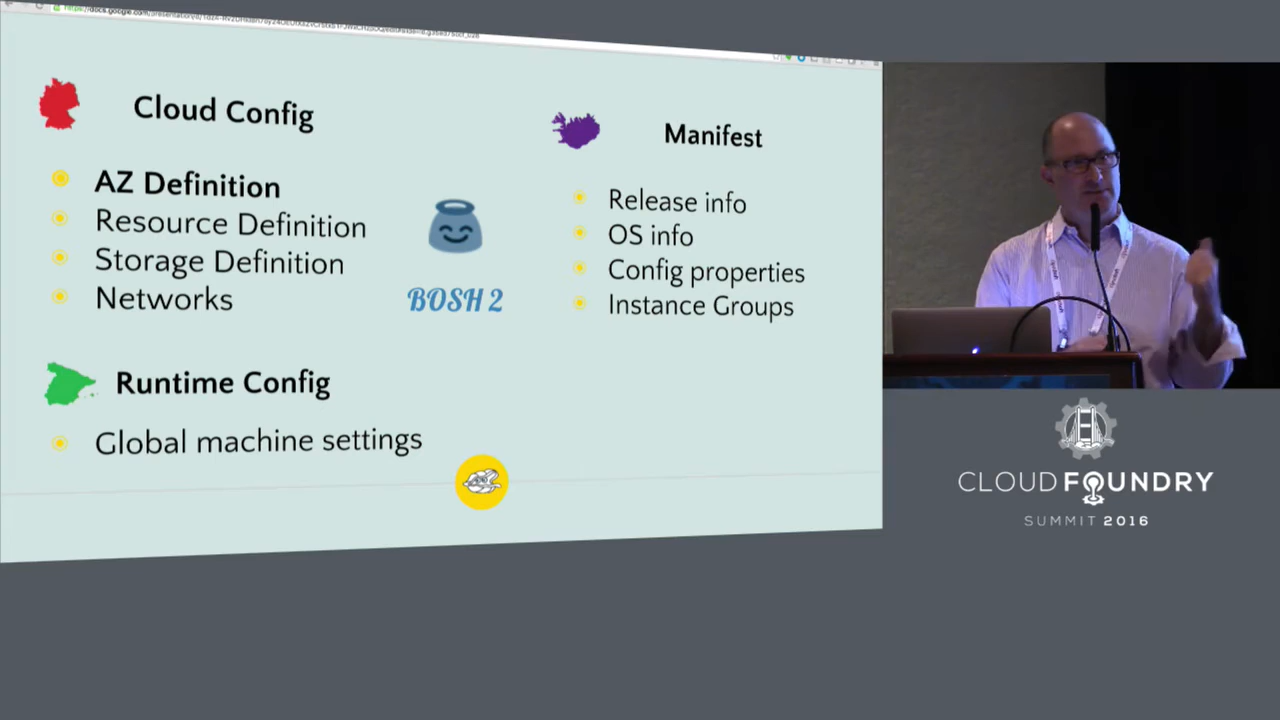 Cloud Config
AZ Definition
Resource Definition
Storage Definition
Networks
BOSH 2
Runtime Config
Global machine settings
Manifest
Release info
OS info
Config properties
Instance Groups
CLOUD FOUNDRY
SUMMIT 2016